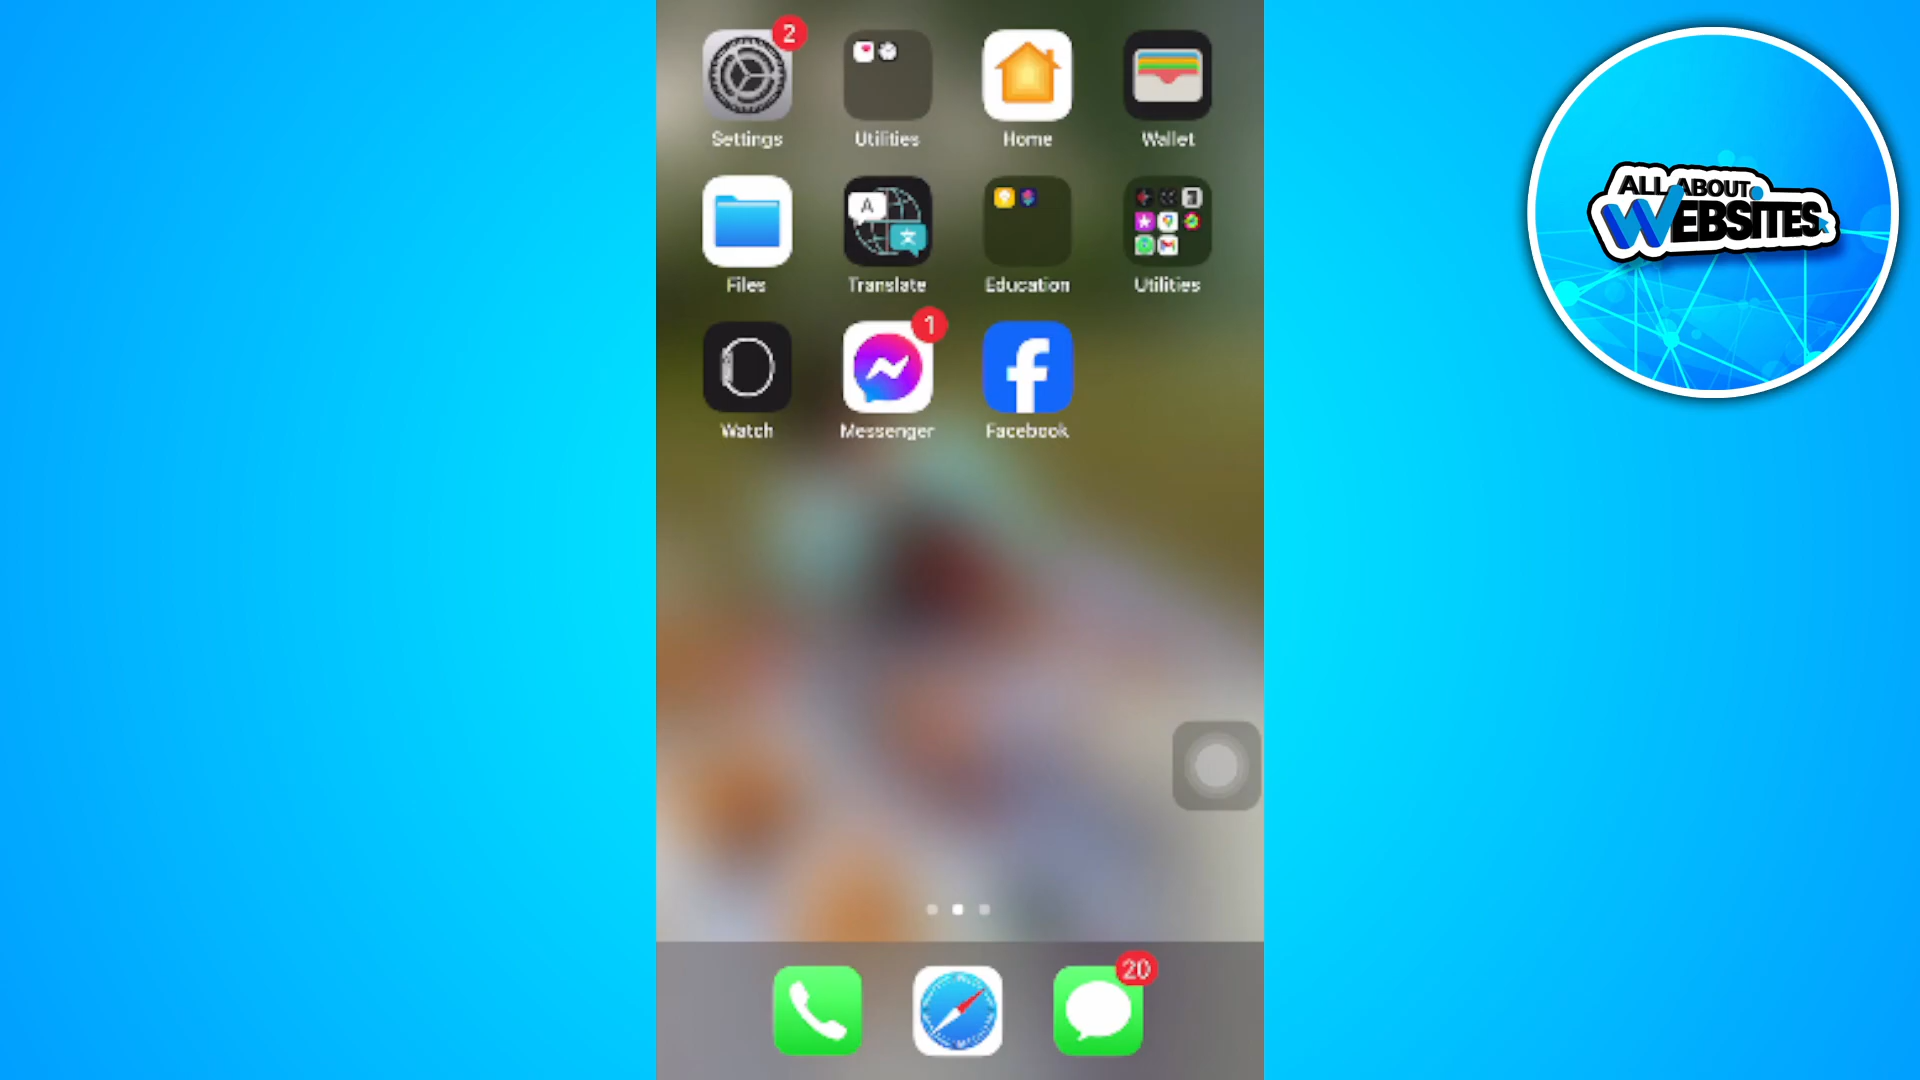 2
Settings
Utilities
Home
Wallet
Files
A
Translate
Education
Utilities
Watch
1
Messenger
Facebook
20
ALL ABOUT
WEBSITES